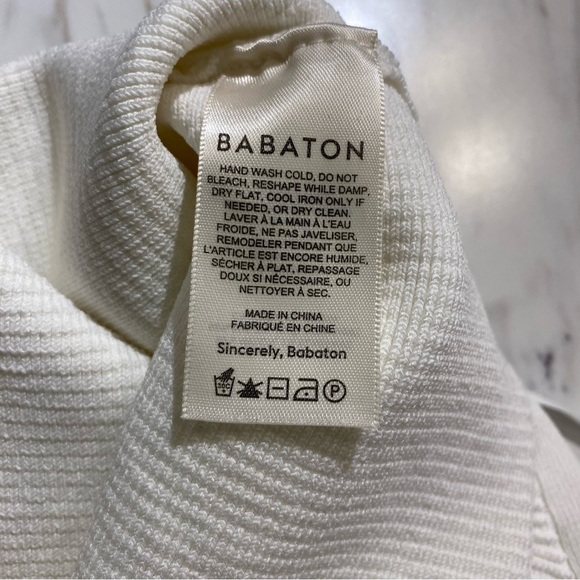 BABATON
HAND WASH COLD, DO NOT
BLEACH, RESHAPE WHILE DAMP,
DRY FLAT, COOL IRON ONLY IF
NEEDED, OR DRY CLEAN.
LAVER À LA MAIN À L'EAU
FROIDE, NE PAS JAVELISER,
REMODELER PENDANT QUE
L'ARTICLE EST ENCORE HUMIDE,
SÉCHER À PLAT, REPASSAGE
DOUX SI NÉCESSAIRE, OU
NETTOYER À SEC.
MADE IN CHINA
FABRIQUÉ EN CHINE
Sincerely, Babaton
P